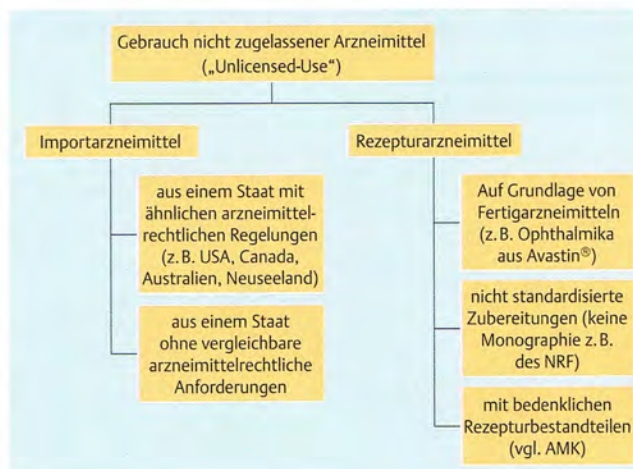 Gebrauch nicht zugelassener Arzneimittel
(„Unlicensed-Use“)
Importarzneimittel
aus einem Staat mit
ähnlichen arzneimittel-
rechtlichen Regelungen
(z. B. USA, Canada,
Australien, Neuseeland)
aus einem Staat
ohne vergleichbare
arzneimittelrechtliche
Anforderungen
Rezepturarzneimittel
Auf Grundlage von
Fertigarzneimitteln
(z. B. Ophthalmika
aus Avastin®)
nicht standardisierte
Zubereitungen (keine
Monographie z. B.
des NRF)
mit bedenklichen
Rezepturbestandteilen
(vgl. AMK)